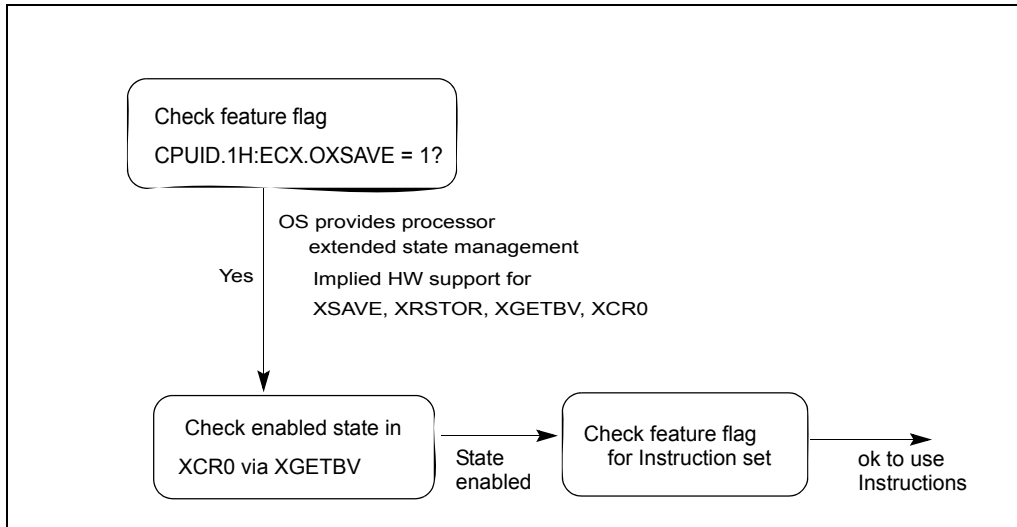 Check feature flag
CPUID.1H:ECX.OXSAVE = 1?
OS provides processor
extended state management
Yes
Implied HW support for
XSAVE, XRSTOR, XGETBV, XCR0
Check enabled state in
XCR0 via XGETBV
State
enabled
Check feature flag
for Instruction set
ok to use
Instructions